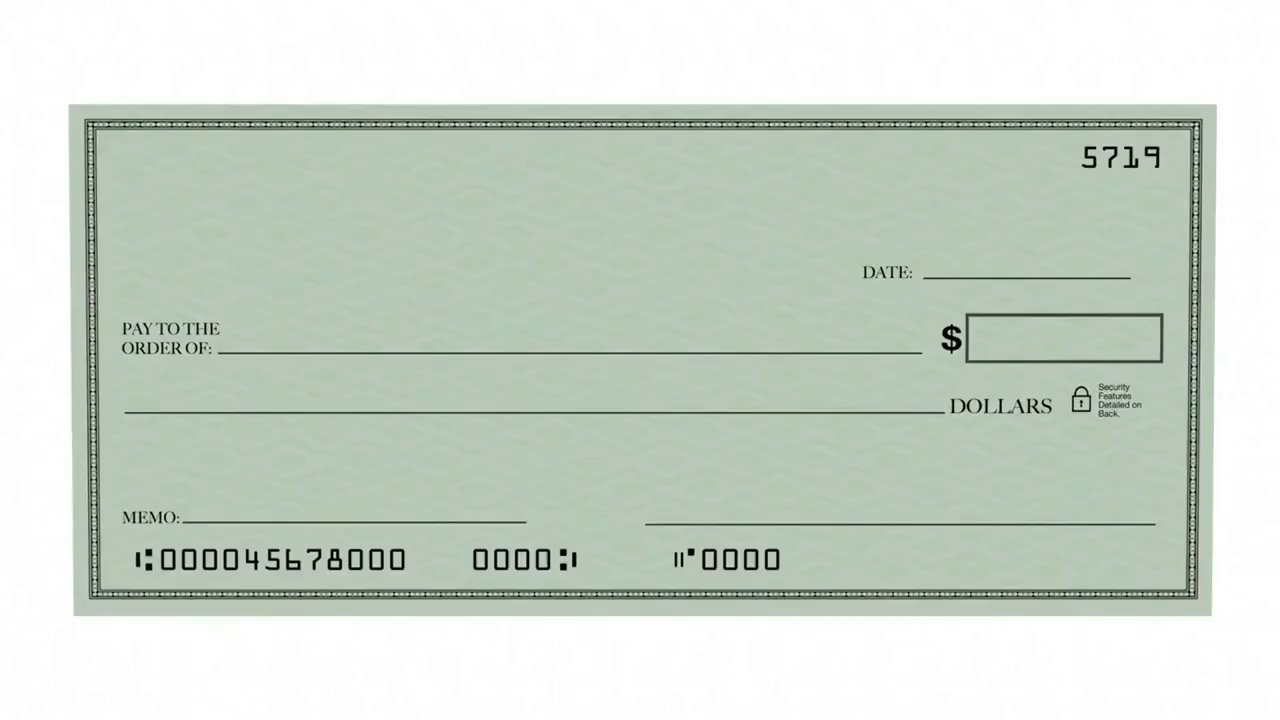 5719
DATE:
PAY TO THE
ORDER OF:
$
DOLLARS
Security
Features
Detailed on
Back.
MEMO:
⑆000045678000 0000⑆ ⑈0000